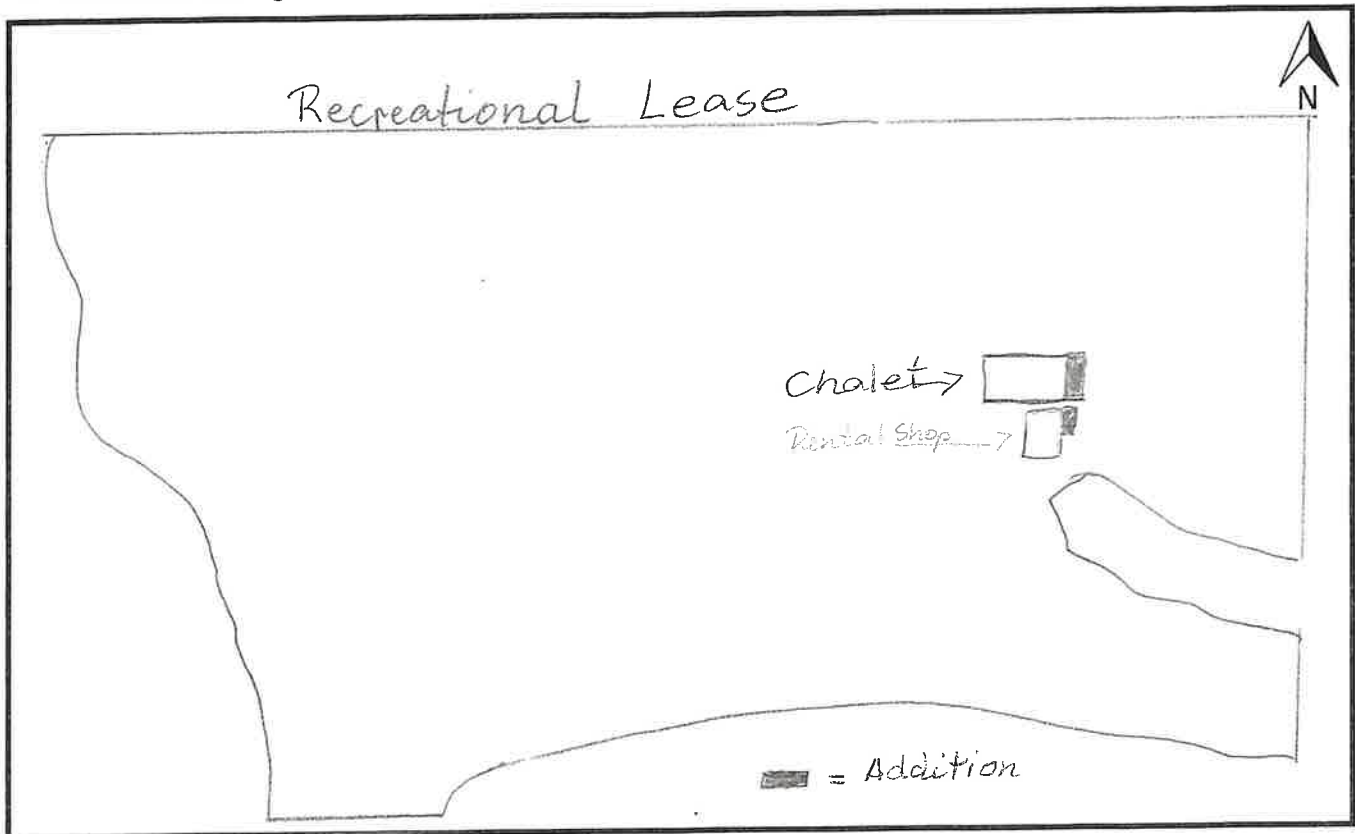 N
Recreational Lease
Chalet →
Rental Shop →
= Addition